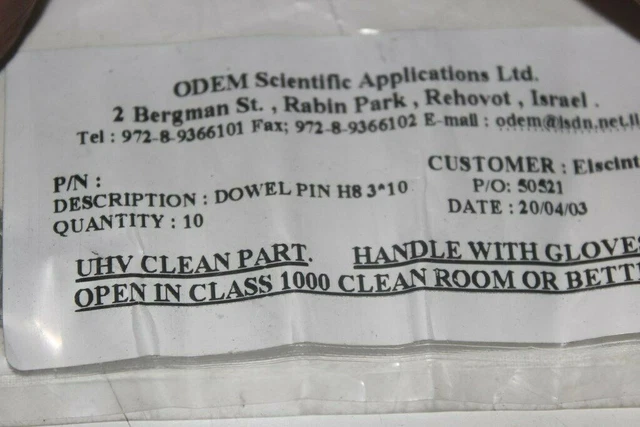 ODEM Scientific Applications Ltd.
2 Bergman St. , Rabin Park , Rehovot , Israel .
Tel : 972-8-9366101 Fax; 972-8-9366102 E-mail : odem@isdn.net.il
P/N :
DESCRIPTION : DOWEL PIN H8 3*10
QUANTITY : 10
CUSTOMER : Elscint
P/O: 50521
DATE : 20/04/03
UHV CLEAN PART. HANDLE WITH GLOVES
OPEN IN CLASS 1000 CLEAN ROOM OR BETT